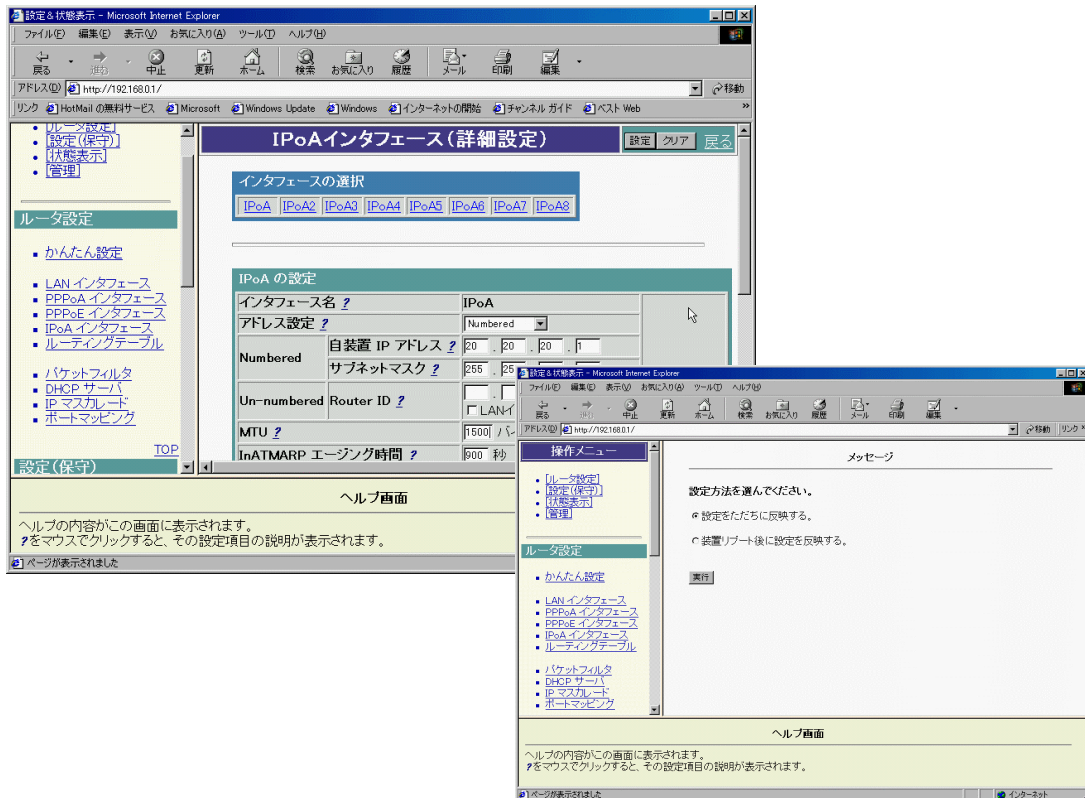 設定&状態表示 - Microsoft Internet Explorer
ファイル(F) 編集(E) 表示(V) お気に入り(A) ツール(T) ヘルプ(H)
戻る 進む 中止 更新 ホーム 検索 お気に入り 履歴 メール 印刷 編集
アドレス(D) http://192.168.0.1/ 移動
リンク HotMail の無料サービス Microsoft Windows Update Windows インターネットの開始 チャンネル ガイド ベスト Web »
[ルータ設定]
[設定(保守)]
[状態表示]
[管理]
ルータ設定
かんたん設定
LAN インタフェース
PPPoA インタフェース
PPPoE インタフェース
IPoA インタフェース
ルーティングテーブル
パケットフィルタ
DHCP サーバ
IP マスカレード
ポートマッピング
TOP
設定(保守)
IPoAインタフェース(詳細設定) 設定 クリア 戻る
インタフェースの選択
IPoA IPoA2 IPoA3 IPoA4 IPoA5 IPoA6 IPoA7 IPoA8
IPoA の設定
インタフェース名 ? IPoA
アドレス設定 ? Numbered
Numbered 自装置 IP アドレス ? 20 . 20 . 20 . 1
サブネットマスク ? 255 . 25
Un-numbered Router ID ? .
LANイ
MTU ? 1500 バイ
InATMARP エージング時間 ? 900 秒
ヘルプ画面
ヘルプの内容がこの画面に表示されます。
?をマウスでクリックすると、その設定項目の説明が表示されます。
ページが表示されました
設定&状態表示 - Microsoft Internet Explorer
ファイル(F) 編集(E) 表示(V) お気に入り(A) ツール(T) ヘルプ(H)
戻る 進む 中止 更新 ホーム 検索 お気に入り 履歴 メール 印刷 編集
アドレス(D) http://192.168.0.1/ 移動 リンク »
操作メニュー
[ルータ設定]
[設定(保守)]
[状態表示]
[管理]
ルータ設定
かんたん設定
LAN インタフェース
PPPoA インタフェース
PPPoE インタフェース
IPoA インタフェース
ルーティングテーブル
パケットフィルタ
DHCP サーバ
IP マスカレード
ポートマッピング
メッセージ
設定方法を選んでください。
設定をただちに反映する。
装置リブート後に設定を反映する。
実行
ヘルプ画面
ヘルプの内容がこの画面に表示されます。
?をマウスでクリックすると、その設定項目の説明が表示されます。
ページが表示されました インターネット